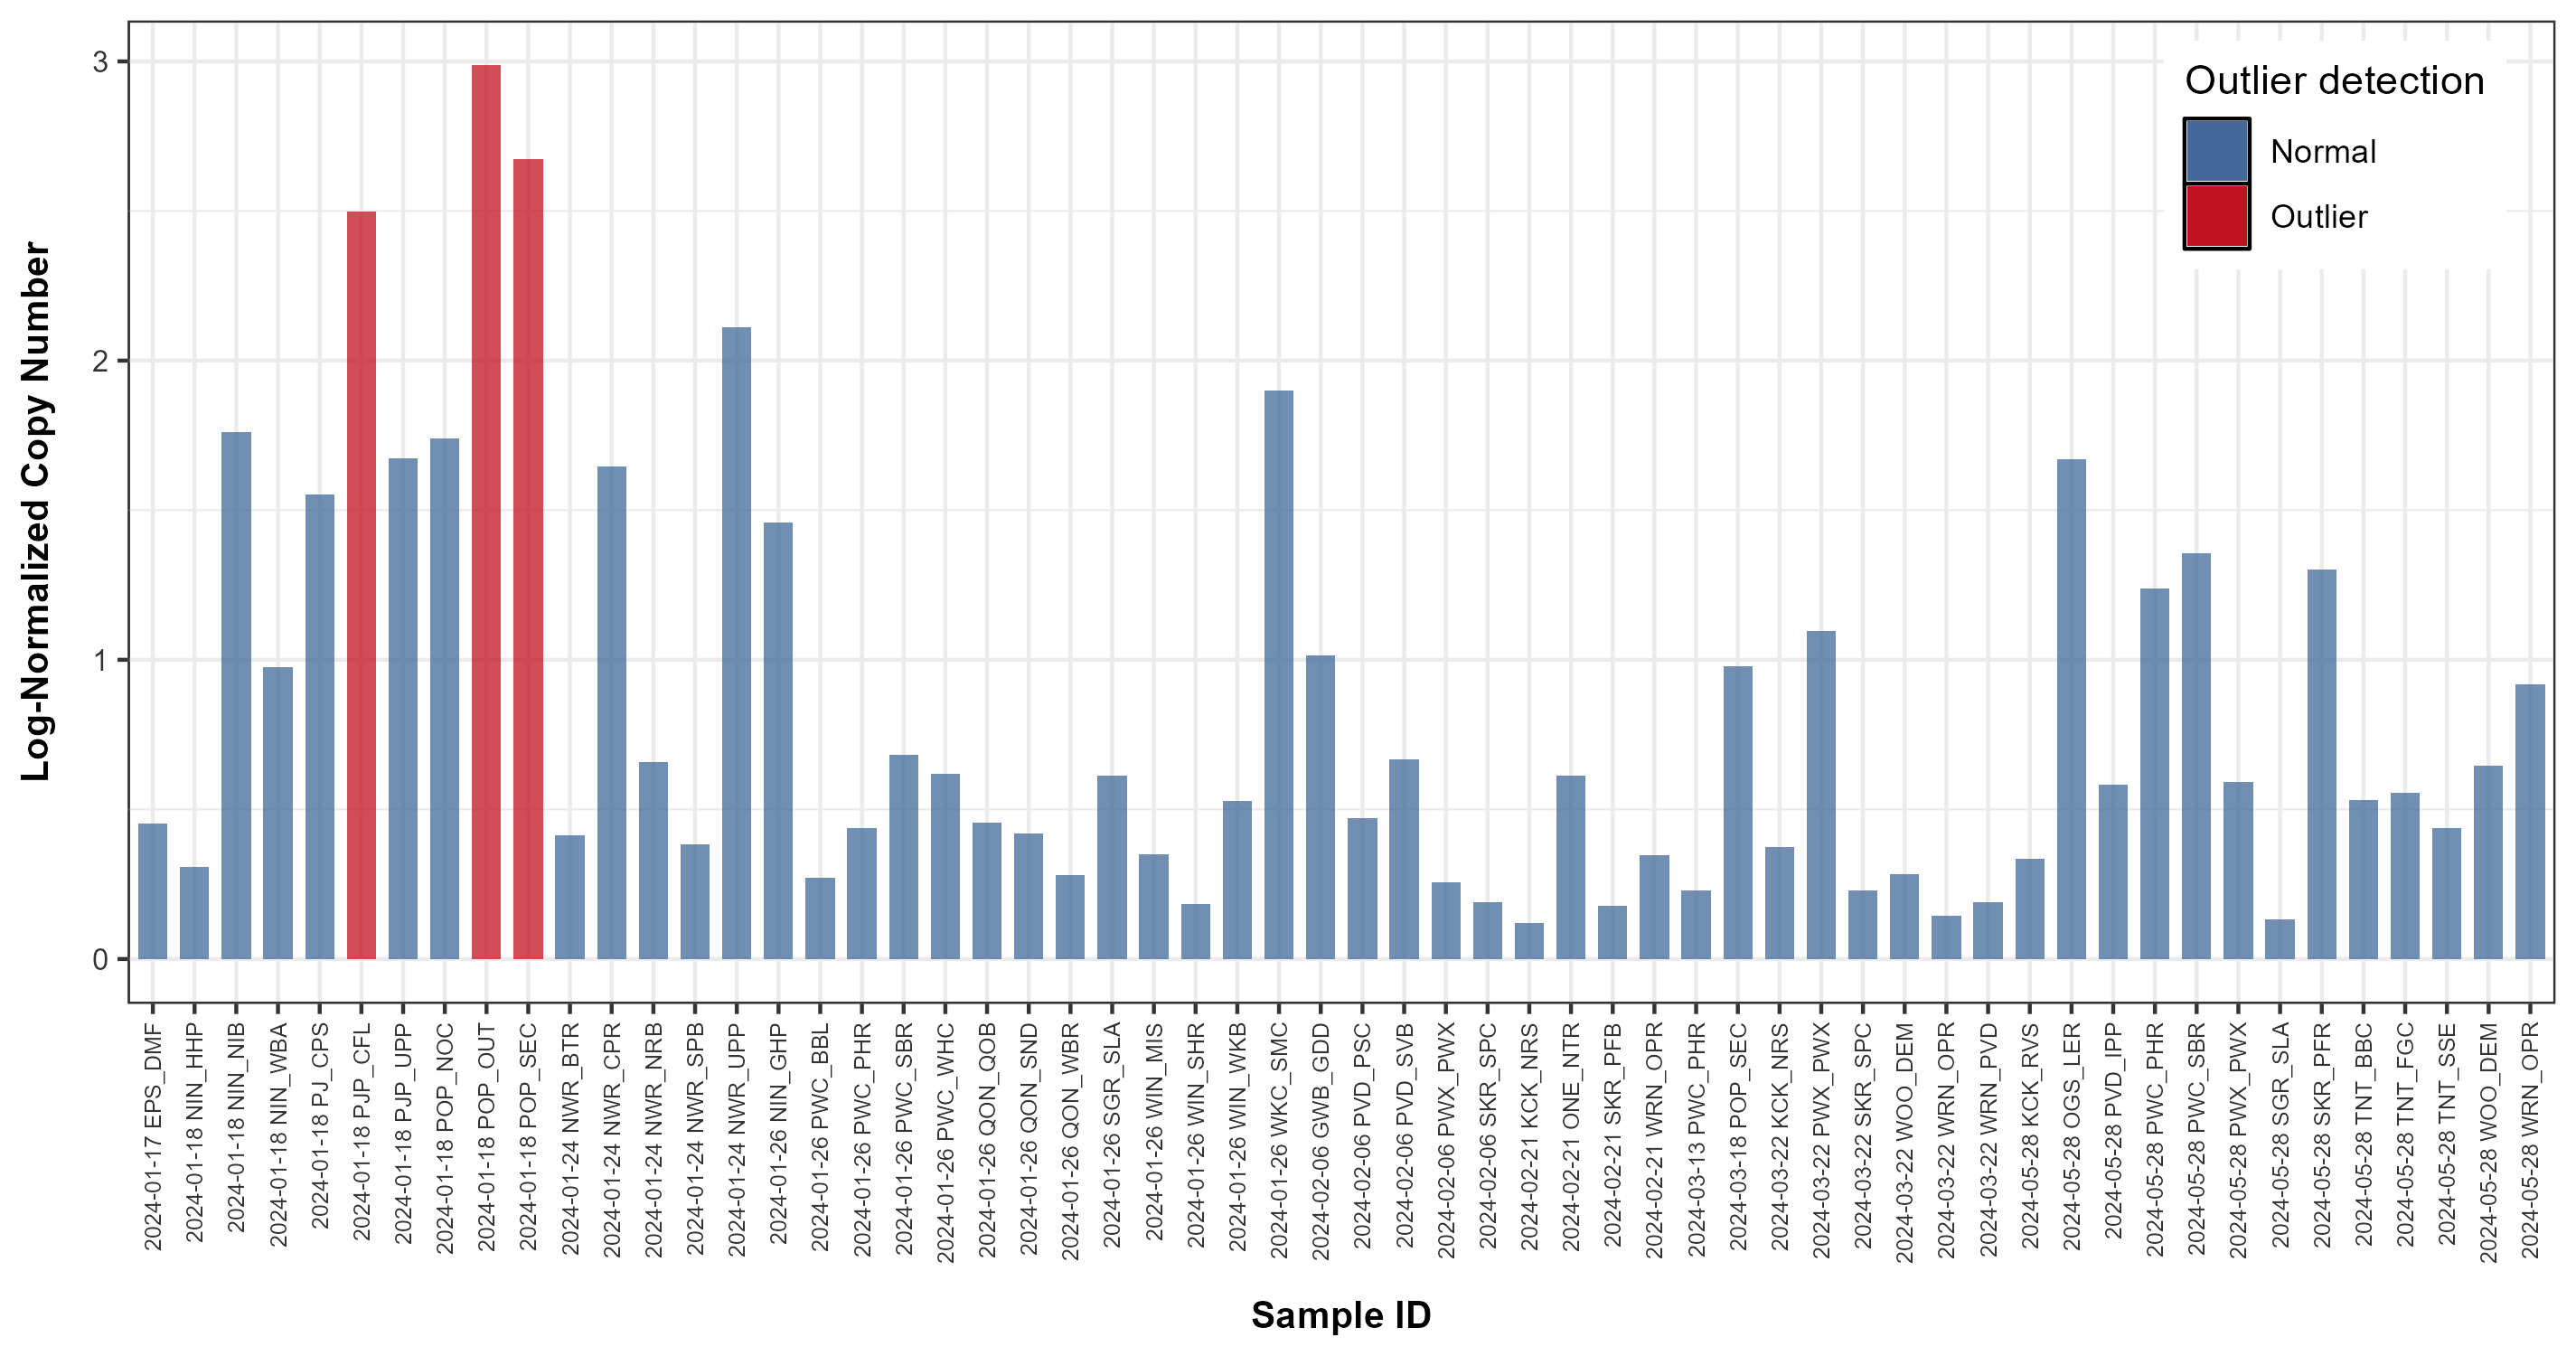 Log-Normalized Copy Number
3
2
1
0
Outlier detection
Normal
Outlier
2024-01-17 EPS_DMF
2024-01-18 NIN_HHP
2024-01-18 NIN_NIB
2024-01-18 NIN_WBA
2024-01-18 PJ_CPS
2024-01-18 PJP_CFL
2024-01-18 PJP_UPP
2024-01-18 POP_NOC
2024-01-18 POP_OUT
2024-01-18 POP_SEC
2024-01-24 NWR_BTR
2024-01-24 NWR_CPR
2024-01-24 NWR_NRB
2024-01-24 NWR_SPB
2024-01-24 NWR_UPP
2024-01-26 NIN_GHP
2024-01-26 PWC_BBL
2024-01-26 PWC_PHR
2024-01-26 PWC_SBR
2024-01-26 PWC_WHC
2024-01-26 QON_QOB
2024-01-26 QON_SND
2024-01-26 QON_WBR
2024-01-26 SGR_SLA
2024-01-26 WIN_MIS
2024-01-26 WIN_SHR
2024-01-26 WIN_WKB
2024-01-26 WKC_SMC
2024-02-06 GWB_GDD
2024-02-06 PVD_PSC
2024-02-06 PVD_SVB
2024-02-06 PWX_PWX
2024-02-06 SKR_SPC
2024-02-21 KCK_NRS
2024-02-21 ONE_NTR
2024-02-21 SKR_PFB
2024-02-21 WRN_OPR
2024-03-13 PWC_PHR
2024-03-18 POP_SEC
2024-03-22 KCK_NRS
2024-03-22 PWX_PWX
2024-03-22 SKR_SPC
2024-03-22 WOO_DEM
2024-03-22 WRN_OPR
2024-03-22 WRN_PVD
2024-05-28 KCK_RVS
2024-05-28 OGS_LER
2024-05-28 PVD_IPP
2024-05-28 PWC_PHR
2024-05-28 PWC_SBR
2024-05-28 PWX_PWX
2024-05-28 SGR_SLA
2024-05-28 SKR_PFR
2024-05-28 TNT_BBC
2024-05-28 TNT_FGC
2024-05-28 TNT_SSE
2024-05-28 WOO_DEM
2024-05-28 WRN_OPR
Sample ID